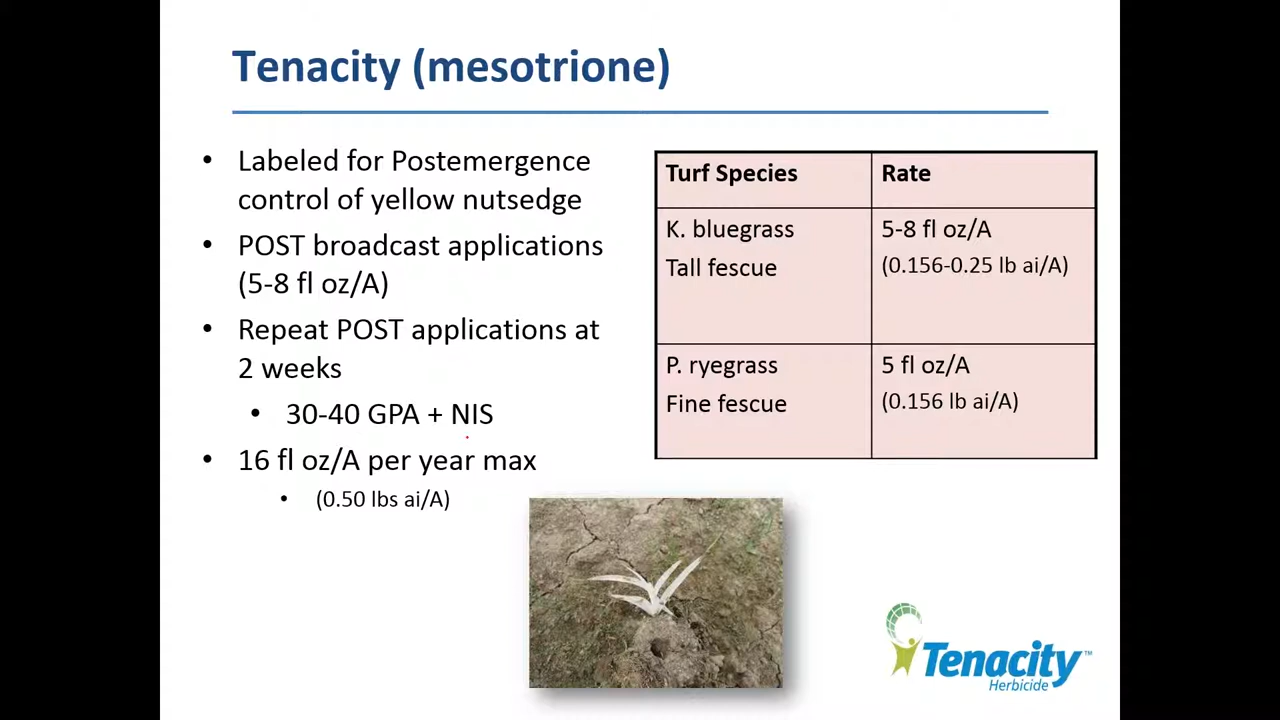 Tenacity (mesotrione)
• Labeled for Postemergence
control of yellow nutsedge
• POST broadcast applications
(5-8 fl oz/A)
• Repeat POST applications at
2 weeks
• 30-40 GPA + NIS
• 16 fl oz/A per year max
• (0.50 lbs ai/A)
Turf Species Rate
K. bluegrass 5-8 fl oz/A
Tall fescue (0.156-0.25 lb ai/A)
P. ryegrass 5 fl oz/A
Fine fescue (0.156 lb ai/A)
Tenacity™
Herbicide